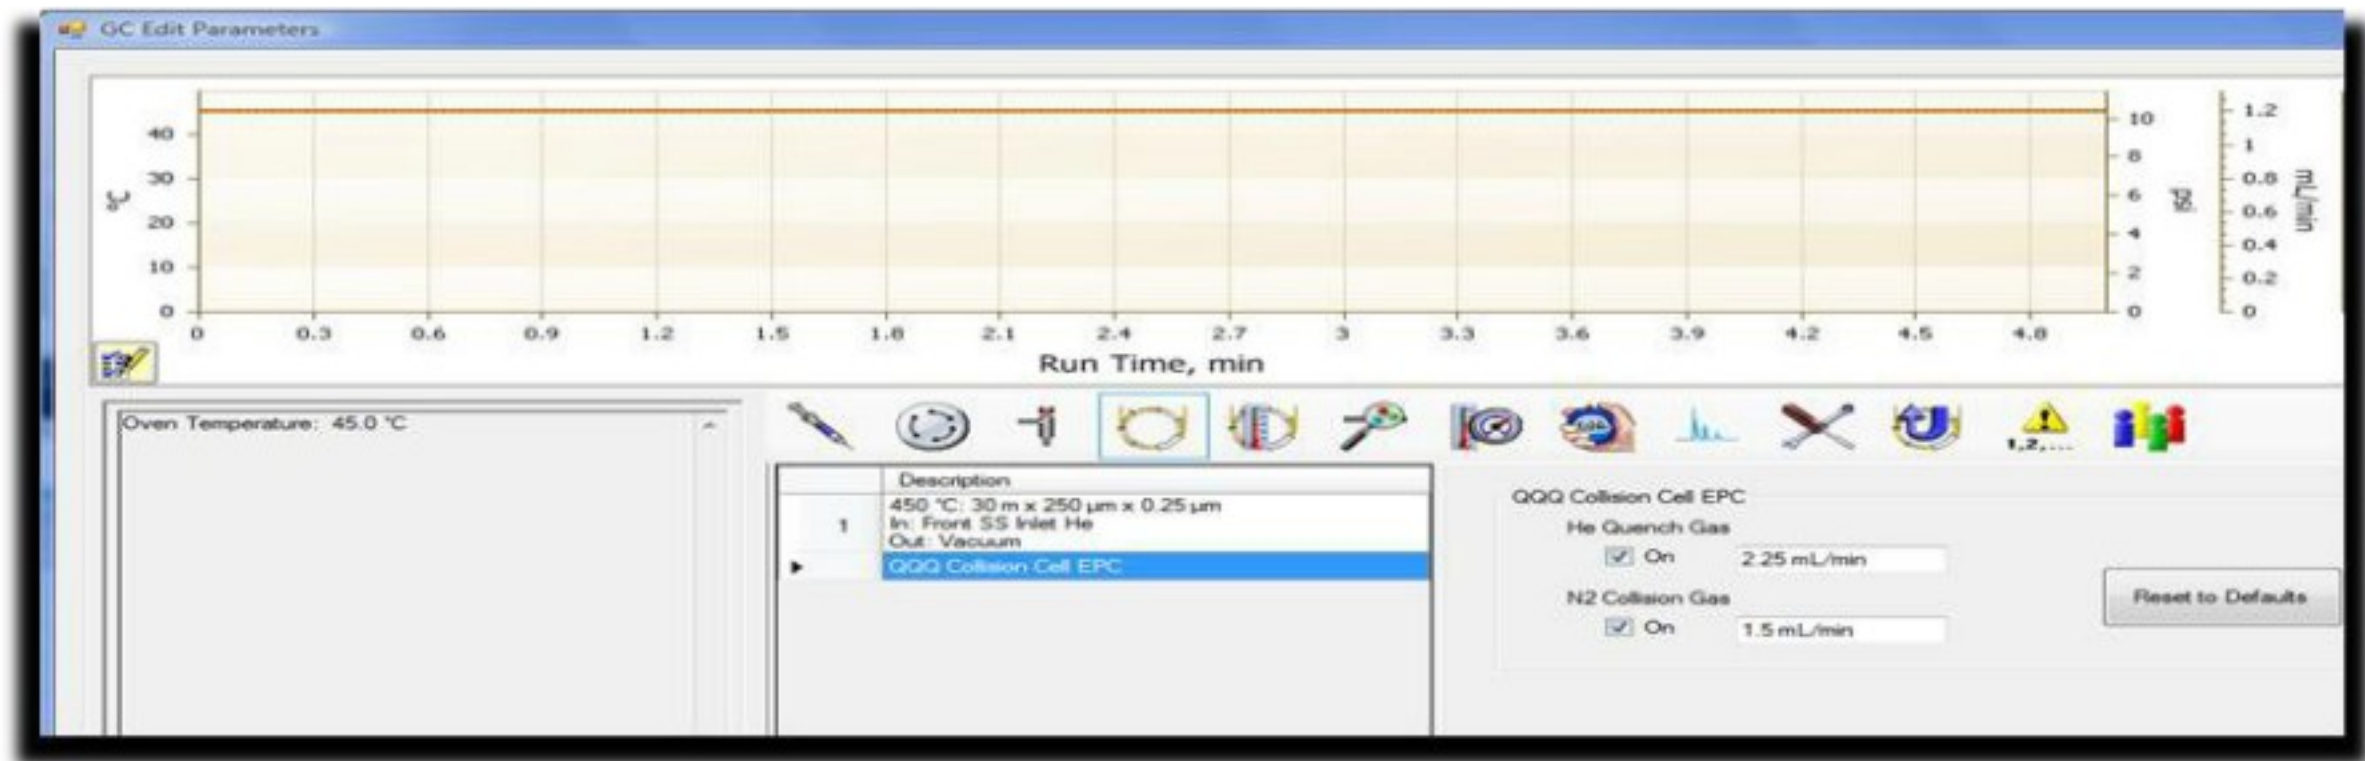 GC Edit Parameters
40
30
20
10
0
°C
10
8
6
4
2
0
psi
1.2
1
0.8
0.6
0.4
0.2
0
mL/min
0 0.3 0.6 0.9 1.2 1.5 1.8 2.1 2.4 2.7 3 3.3 3.6 3.9 4.2 4.5 4.8
Run Time, min
Oven Temperature: 45.0 °C
1,2,...
Description
1
450 °C: 30 m x 250 µm x 0.25 µm
In: Front SS Inlet He
Out: Vacuum
QQQ Collision Cell EPC
QQQ Collision Cell EPC
He Quench Gas
On 2.25 mL/min
N2 Collision Gas
On 1.5 mL/min
Reset to Defaults